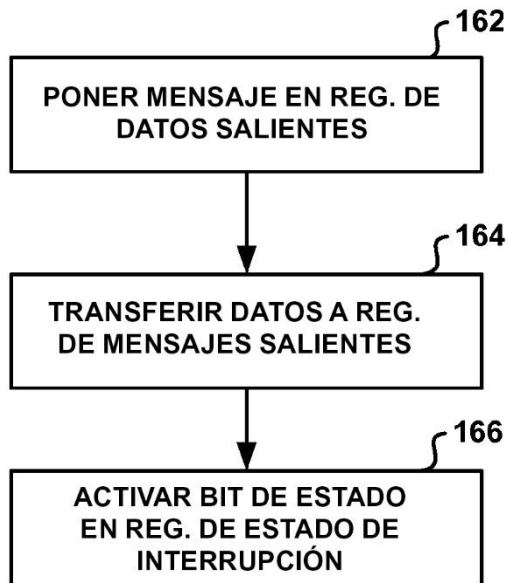 162
PONER MENSAJE EN REG. DE
DATOS SALIENTES
164
TRANSFERIR DATOS A REG.
DE MENSAJES SALIENTES
166
ACTIVAR BIT DE ESTADO
EN REG. DE ESTADO DE
INTERRUPCIÓN